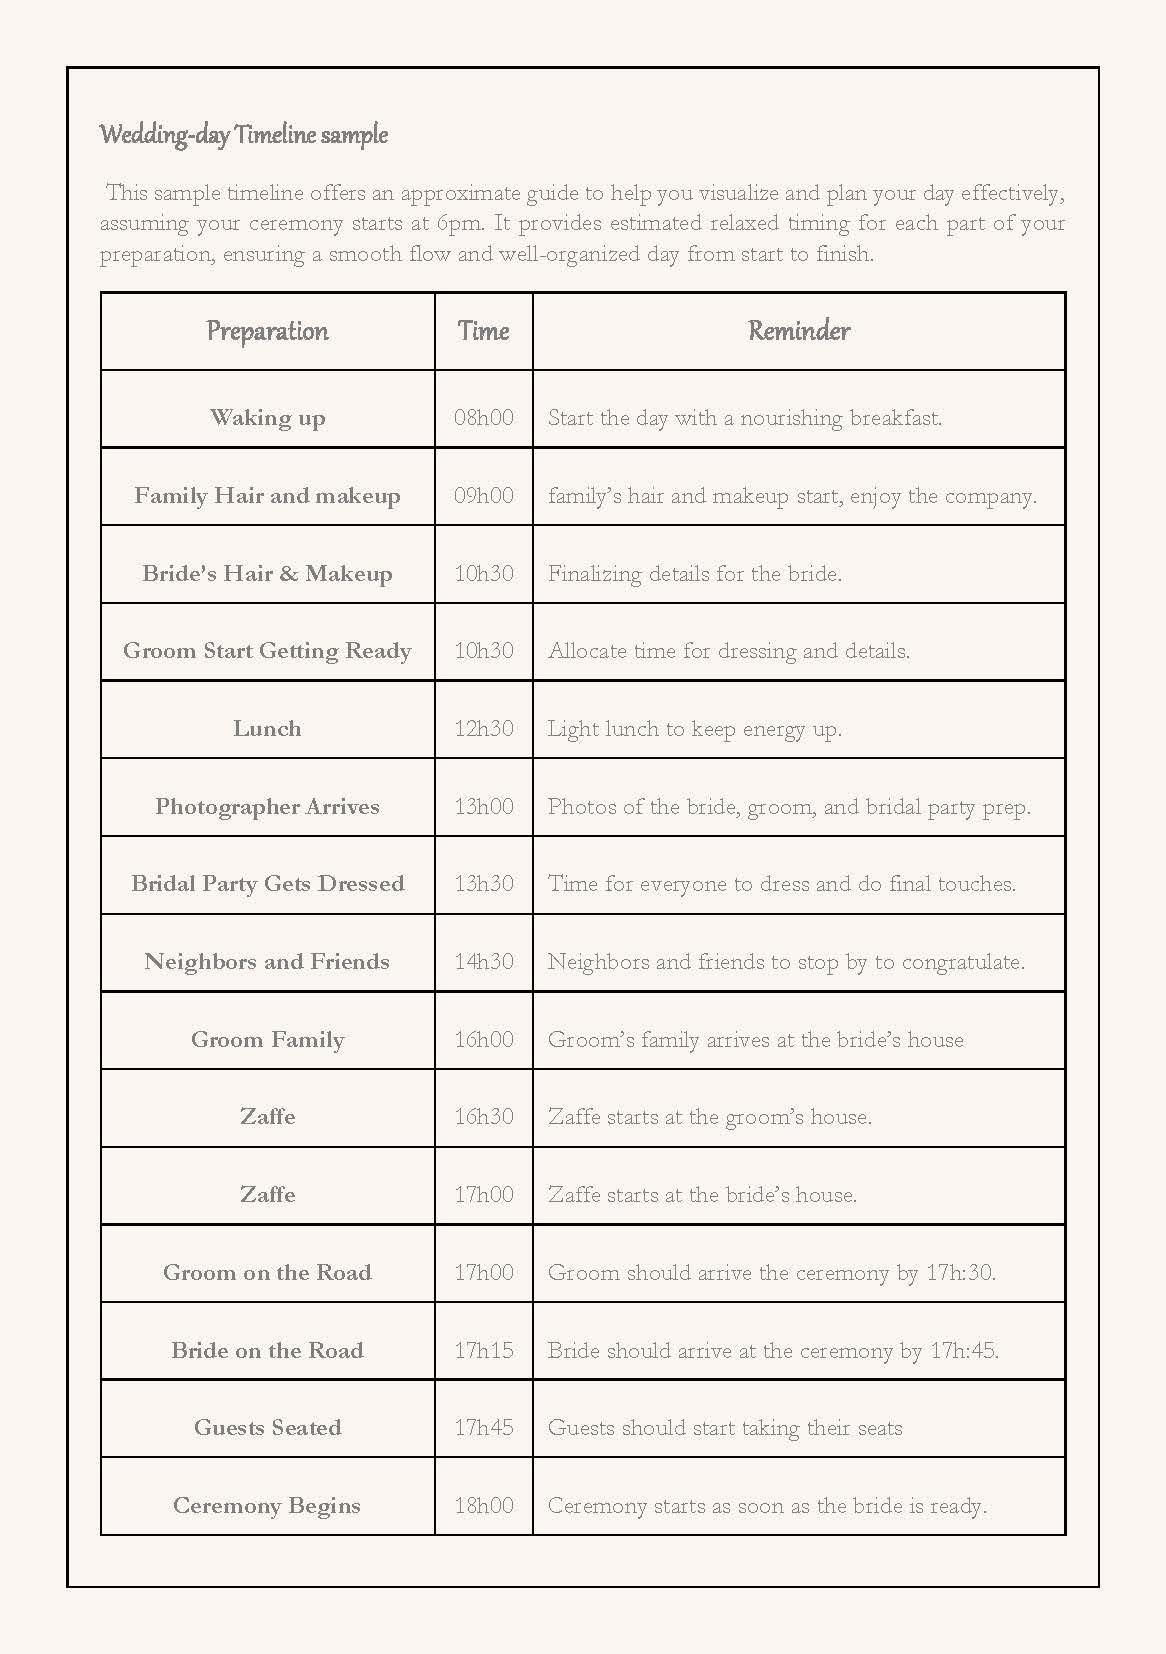 Wedding-day Timeline sample
This sample timeline offers an approximate guide to help you visualize and plan your day effectively,
assuming your ceremony starts at 6pm. It provides estimated relaxed timing for each part of your
preparation, ensuring a smooth flow and well-organized day from start to finish.
Preparation Time Reminder
Waking up 08h00 Start the day with a nourishing breakfast.
Family Hair and makeup 09h00 family’s hair and makeup start, enjoy the company.
Bride’s Hair & Makeup 10h30 Finalizing details for the bride.
Groom Start Getting Ready 10h30 Allocate time for dressing and details.
Lunch 12h30 Light lunch to keep energy up.
Photographer Arrives 13h00 Photos of the bride, groom, and bridal party prep.
Bridal Party Gets Dressed 13h30 Time for everyone to dress and do final touches.
Neighbors and Friends 14h30 Neighbors and friends to stop by to congratulate.
Groom Family 16h00 Groom’s family arrives at the bride’s house
Zaffe 16h30 Zaffe starts at the groom’s house.
Zaffe 17h00 Zaffe starts at the bride’s house.
Groom on the Road 17h00 Groom should arrive the ceremony by 17h:30.
Bride on the Road 17h15 Bride should arrive at the ceremony by 17h:45.
Guests Seated 17h45 Guests should start taking their seats
Ceremony Begins 18h00 Ceremony starts as soon as the bride is ready.